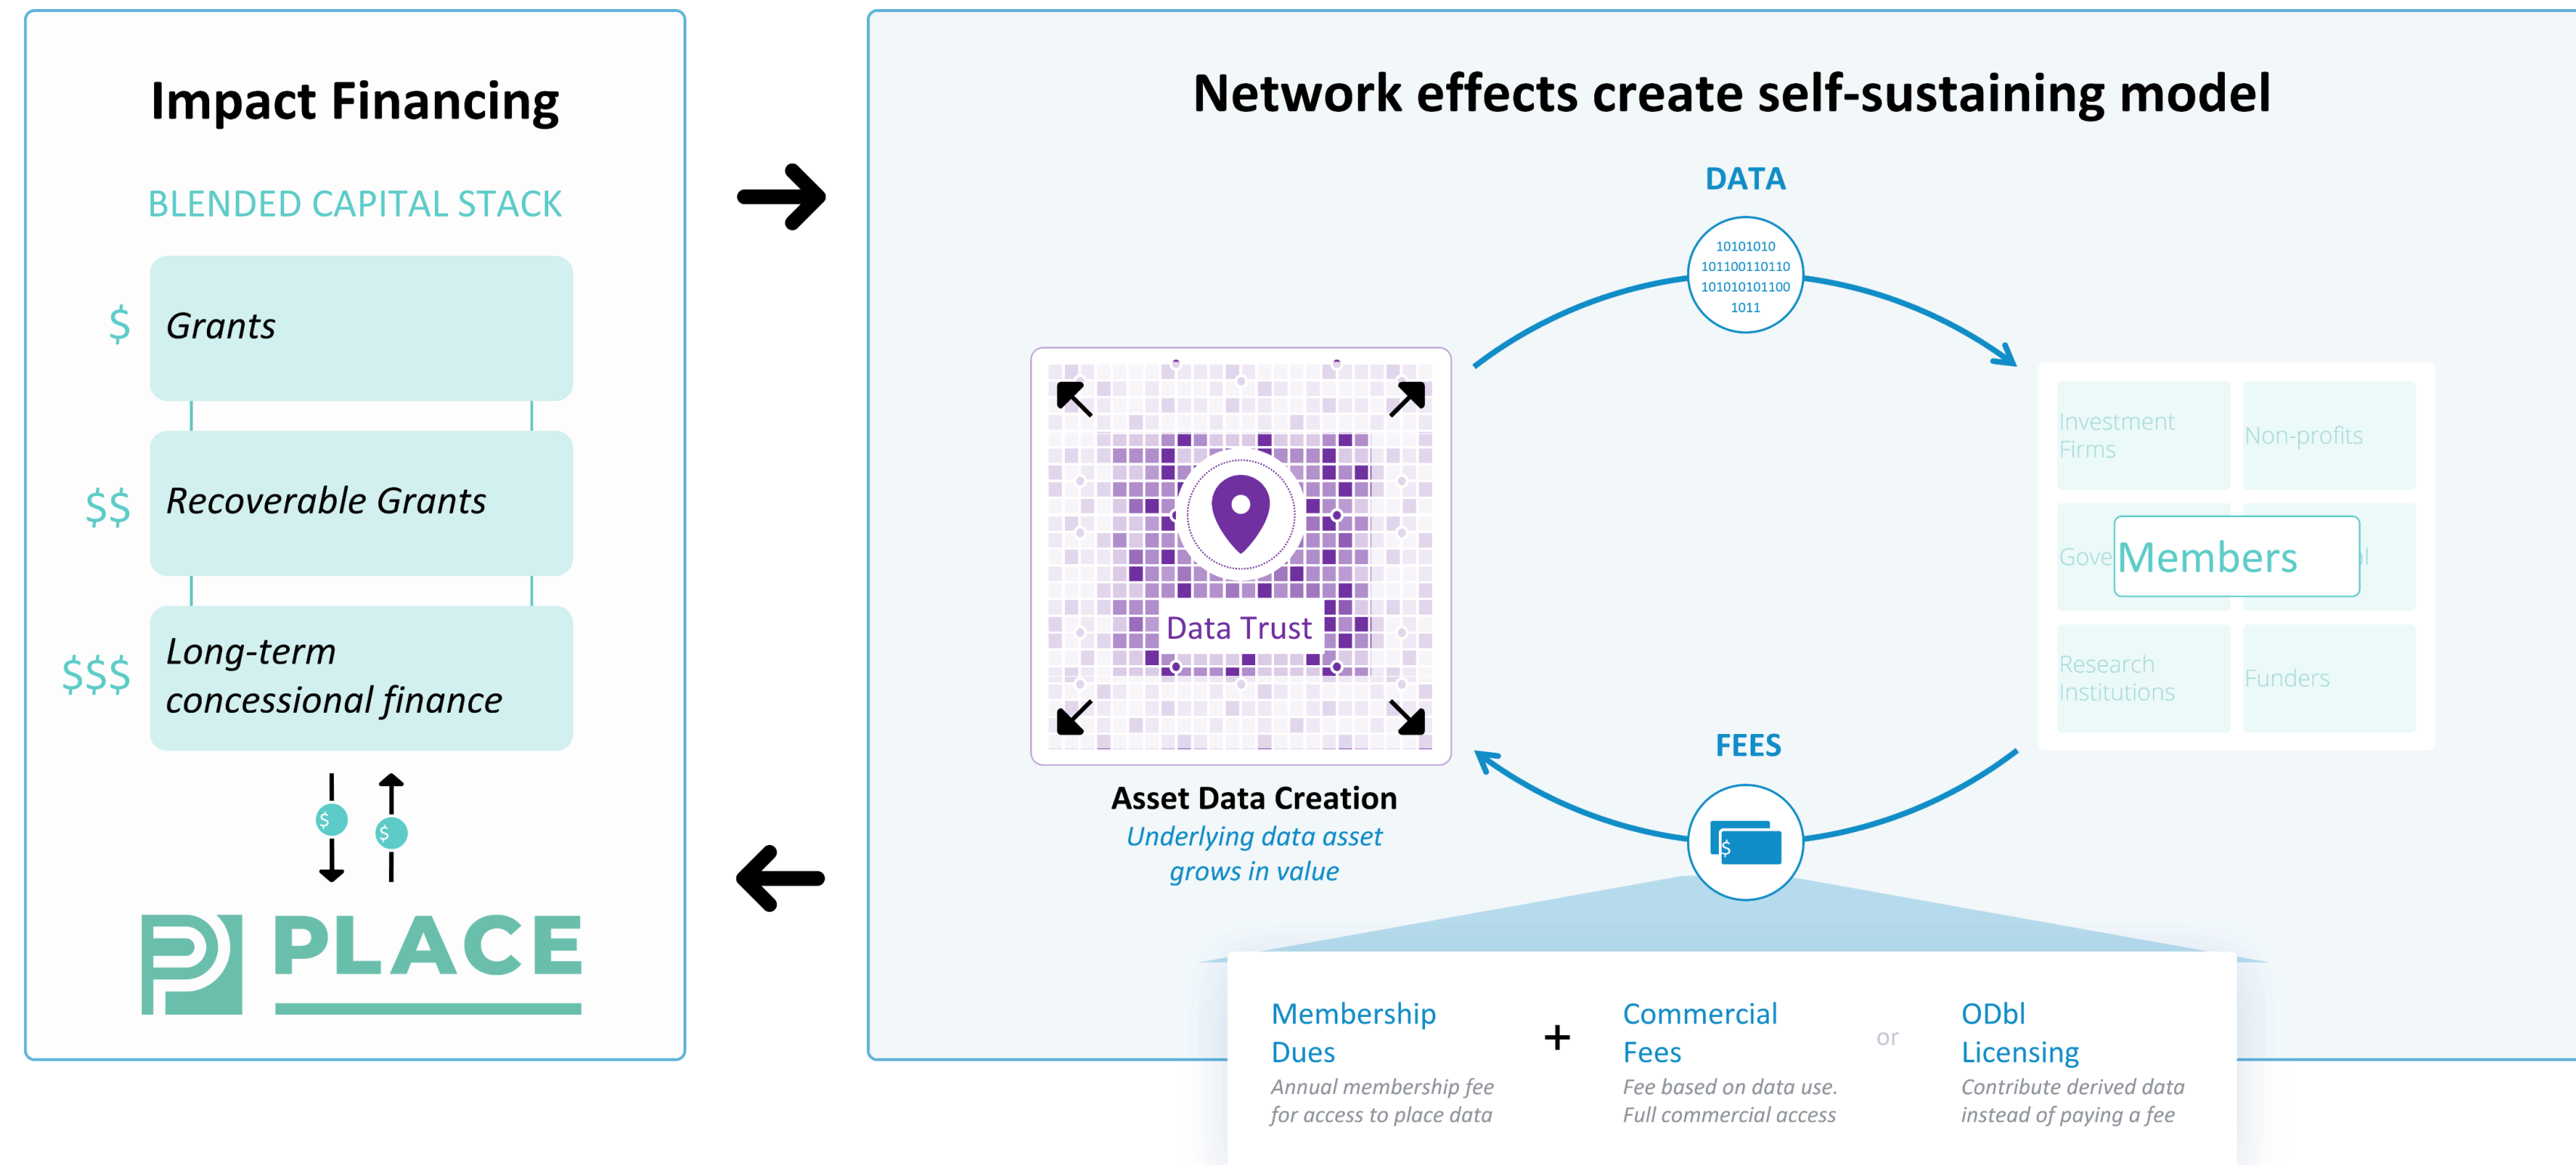 Impact Financing
BLENDED CAPITAL STACK
$
Grants
$$
Recoverable Grants
$$$
Long-term
concessional finance
$
$
PLACE
Network effects create self-sustaining model
DATA
10101010
101100110110
101010101100
1011
Data Trust
Asset Data Creation
Underlying data asset
grows in value
Investment
Firms
Non-profits
Members
Research
Institutions
Funders
FEES
$
Membership
Dues
Annual membership fee
for access to place data
+
Commercial
Fees
Fee based on data use.
Full commercial access
or
ODbl
Licensing
Contribute derived data
instead of paying a fee